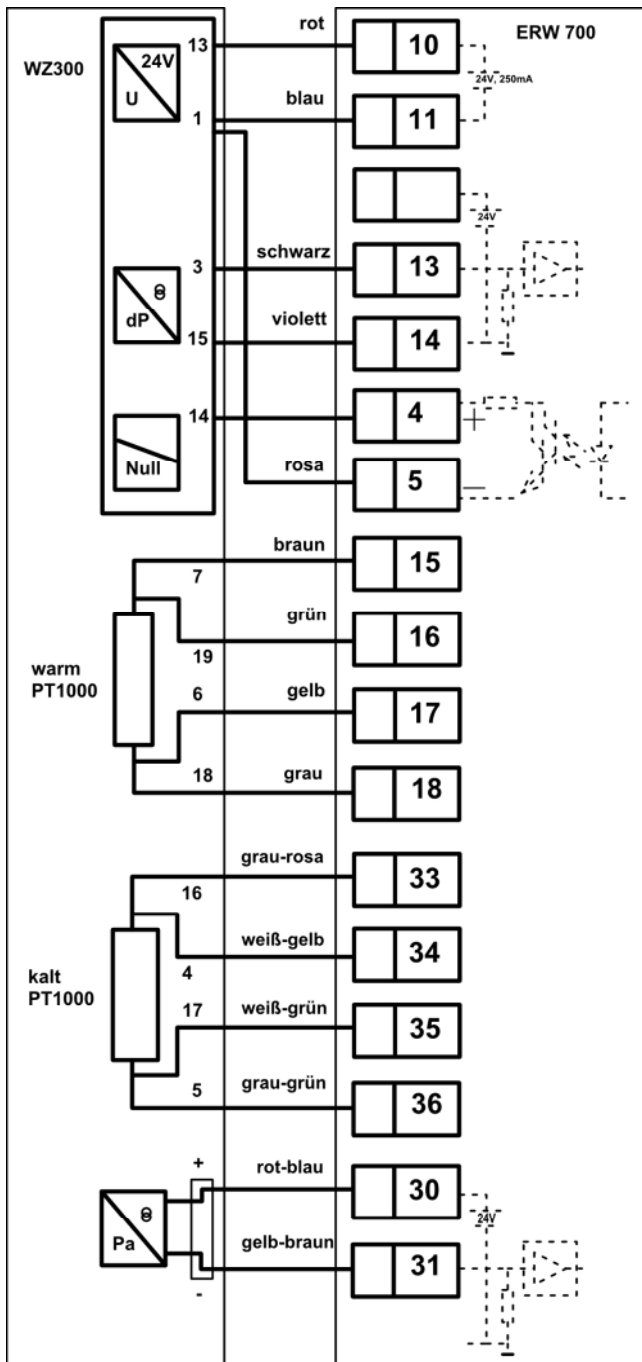 rot
ERW 700
WZ300
24V
U
13
10
24V, 250mA
1
blau
11
24V
3
schwarz
13
Θ
dP
15
violett
14
14
4
+
Null
rosa
5
—
braun
7
15
grün
19
16
warm
PT1000
6
gelb
17
18
grau
18
grau-rosa
16
33
weiß-gelb
4
34
kalt
PT1000
17
weiß-grün
35
5
grau-grün
36
+
rot-blau
30
24V
Θ
Pa
gelb-braun
31
-